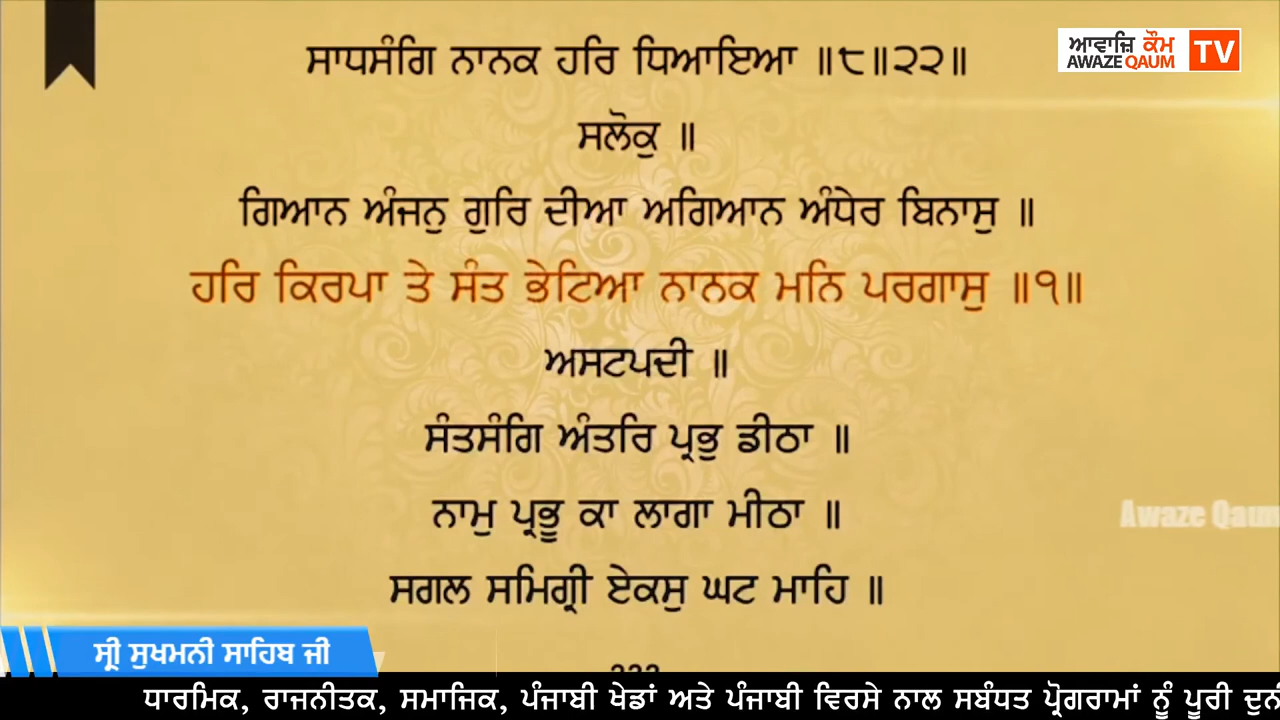 ਸਾਧਸੰਗਿ ਨਾਨਕ ਹਰਿ ਧਿਆਇਆ ॥੮॥੨੨॥
ਆਵਾਜ਼ਿ ਕੌਮ
AWAZE QAUM TV
ਸਲੋਕੁ ॥
ਗਿਆਨ ਅੰਜਨੁ ਗੁਰਿ ਦੀਆ ਅਗਿਆਨ ਅੰਧੇਰ ਬਿਨਾਸੁ ॥
ਹਰਿ ਕਿਰਪਾ ਤੇ ਸੰਤ ਭੇਟਿਆ ਨਾਨਕ ਮਨਿ ਪਰਗਾਸੁ ॥੧॥
ਅਸਟਪਦੀ ॥
ਸੰਤਸੰਗਿ ਅੰਤਰਿ ਪ੍ਰਭੁ ਡੀਠਾ ॥
ਨਾਮੁ ਪ੍ਰਭੂ ਕਾ ਲਾਗਾ ਮੀਠਾ ॥
Awaze Qaum
ਸਗਲ ਸਮਿਗ੍ਰੀ ਏਕਸੁ ਘਟ ਮਾਹਿ ॥
ਸ੍ਰੀ ਸੁਖਮਨੀ ਸਾਹਿਬ ਜੀ
ਧਾਰਮਿਕ, ਰਾਜਨੀਤਕ, ਸਮਾਜਿਕ, ਪੰਜਾਬੀ ਖੇਡਾਂ ਅਤੇ ਪੰਜਾਬੀ ਵਿਰਸੇ ਨਾਲ ਸਬੰਧਤ ਪ੍ਰੋਗਰਾਮਾਂ ਨੂੰ ਪੂਰੀ